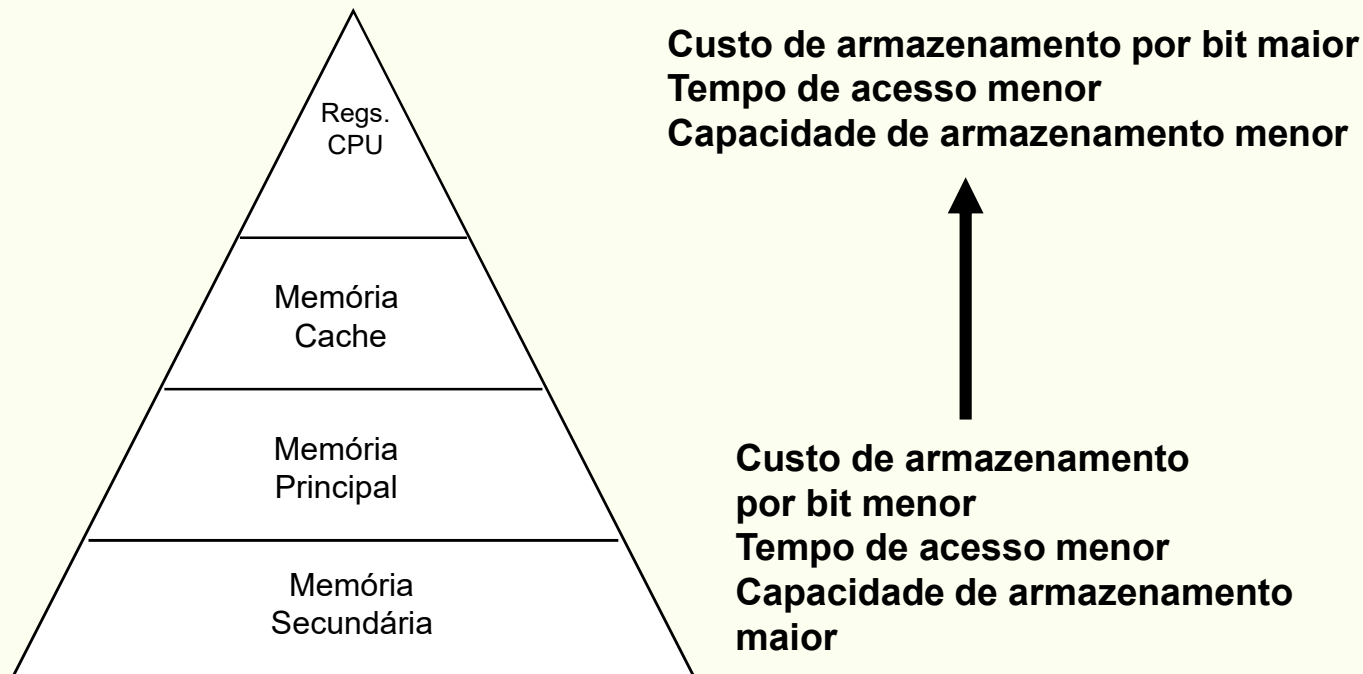 Regs.
CPU
Memória
Cache
Memória
Principal
Memória
Secundária
Custo de armazenamento por bit maior
Tempo de acesso menor
Capacidade de armazenamento menor
Custo de armazenamento
por bit menor
Tempo de acesso menor
Capacidade de armazenamento
maior